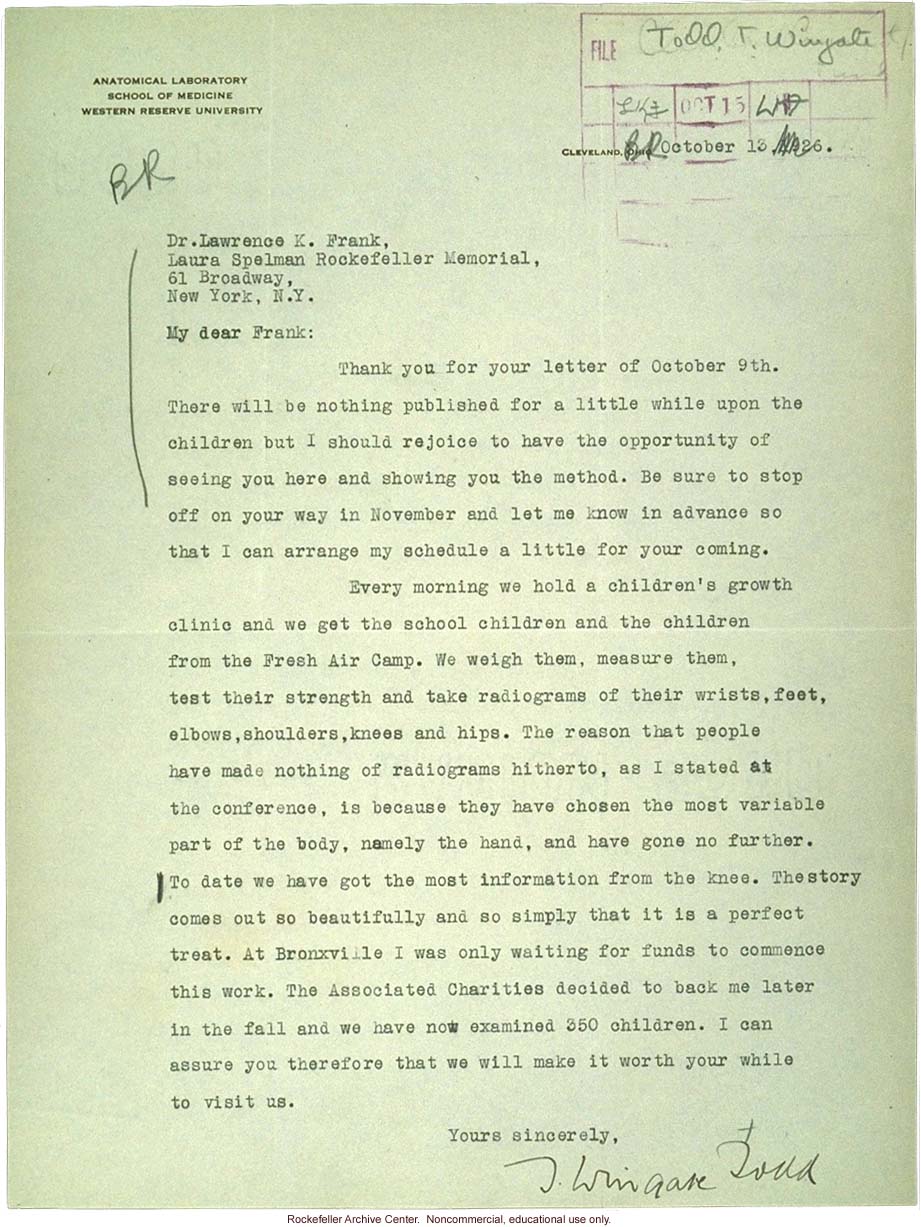 FILE
Todd, T. Wingate
ANATOMICAL LABORATORY
SCHOOL OF MEDICINE
WESTERN RESERVE UNIVERSITY
OCT 15
CLEVELAND, OHIO October 13 1926.
BR
BR
Dr.Lawrence K. Frank,
Laura Spelman Rockefeller Memorial,
61 Broadway,
New York, N.Y.
My dear Frank:
Thank you for your letter of October 9th.
There will be nothing published for a little while upon the
children but I should rejoice to have the opportunity of
seeing you here and showing you the method. Be sure to stop
off on your way in November and let me know in advance so
that I can arrange my schedule a little for your coming.
Every morning we hold a children's growth
clinic and we get the school children and the children
from the Fresh Air Camp. We weigh them, measure them,
test their strength and take radiograms of their wrists,feet,
elbows,shoulders,knees and hips. The reason that people
have made nothing of radiograms hitherto, as I stated at
the conference, is because they have chosen the most variable
part of the body, namely the hand, and have gone no further.
To date we have got the most information from the knee. Thestory
comes out so beautifully and so simply that it is a perfect
treat. At Bronxville I was only waiting for funds to commence
this work. The Associated Charities decided to back me later
in the fall and we have now examined 350 children. I can
assure you therefore that we will make it worth your while
to visit us.
Yours sincerely,
T. Wingate Todd
Rockefeller Archive Center. Noncommercial, educational use only.